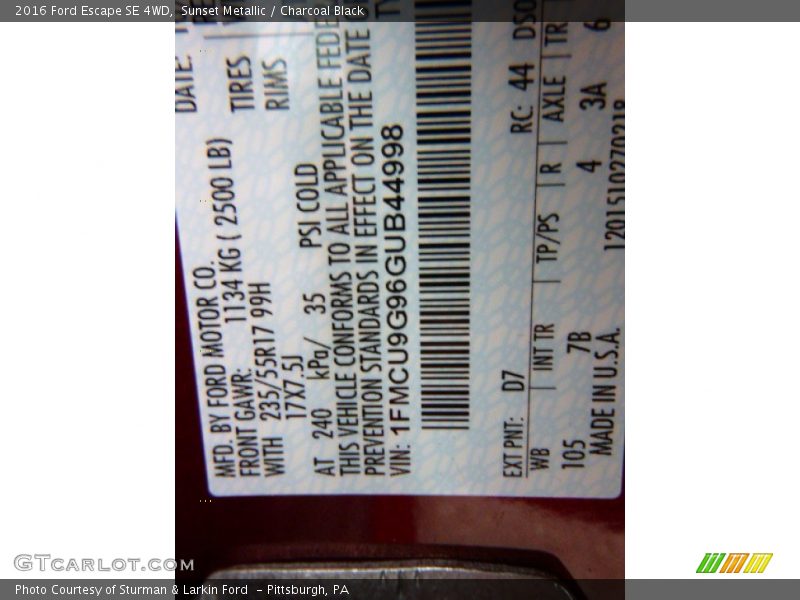 2016 Ford Escape SE 4WD, Sunset Metallic / Charcoal Black
DATE:
MFD. BY FORD MOTOR CO.
FRONT GAWR:
1134 KG ( 2500 LB)
WITH 235/55R17 99H TIRES
17X7.5J RIMS
AT 240 kPa/ 35 PSI COLD
THIS VEHICLE CONFORMS TO ALL APPLICABLE
PREVENTION STANDARDS IN EFFECT ON THE DATE
VIN: 1FMCU9G96GUB44998
EXT PNT: D7 RC: 44 DSO
WB INT TR TP/PS R AXLE TR
105 7B 4 3A 6
MADE IN U.S.A.
GTCARLOT.COM
Photo Courtesy of Sturman & Larkin Ford - Pittsburgh, PA